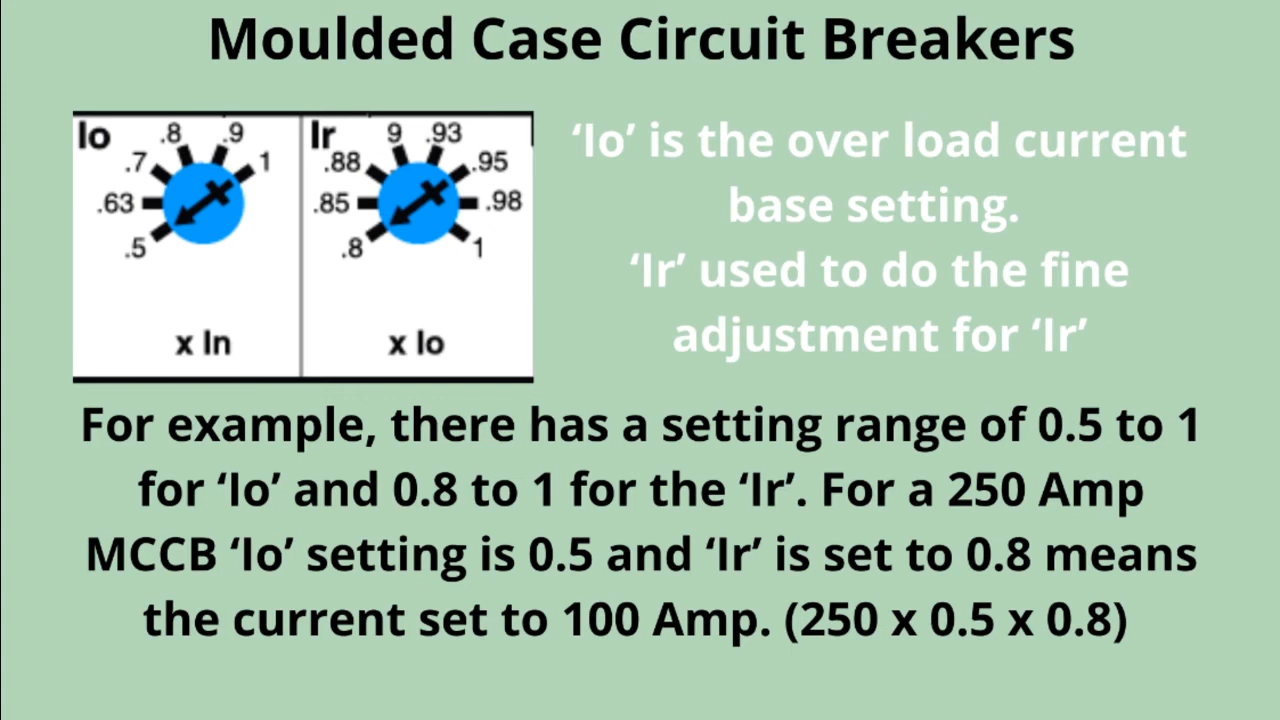 Moulded Case Circuit Breakers
Io
.5
.63
.7
.8
.9
1
x In
Ir
.8
.85
.88
9
.93
.95
.98
1
x Io
‘Io’ is the over load current
base setting.
‘Ir’ used to do the fine
adjustment for ‘Ir’
For example, there has a setting range of 0.5 to 1
for ‘Io’ and 0.8 to 1 for the ‘Ir’. For a 250 Amp
MCCB ‘Io’ setting is 0.5 and ‘Ir’ is set to 0.8 means
the current set to 100 Amp. (250 x 0.5 x 0.8)